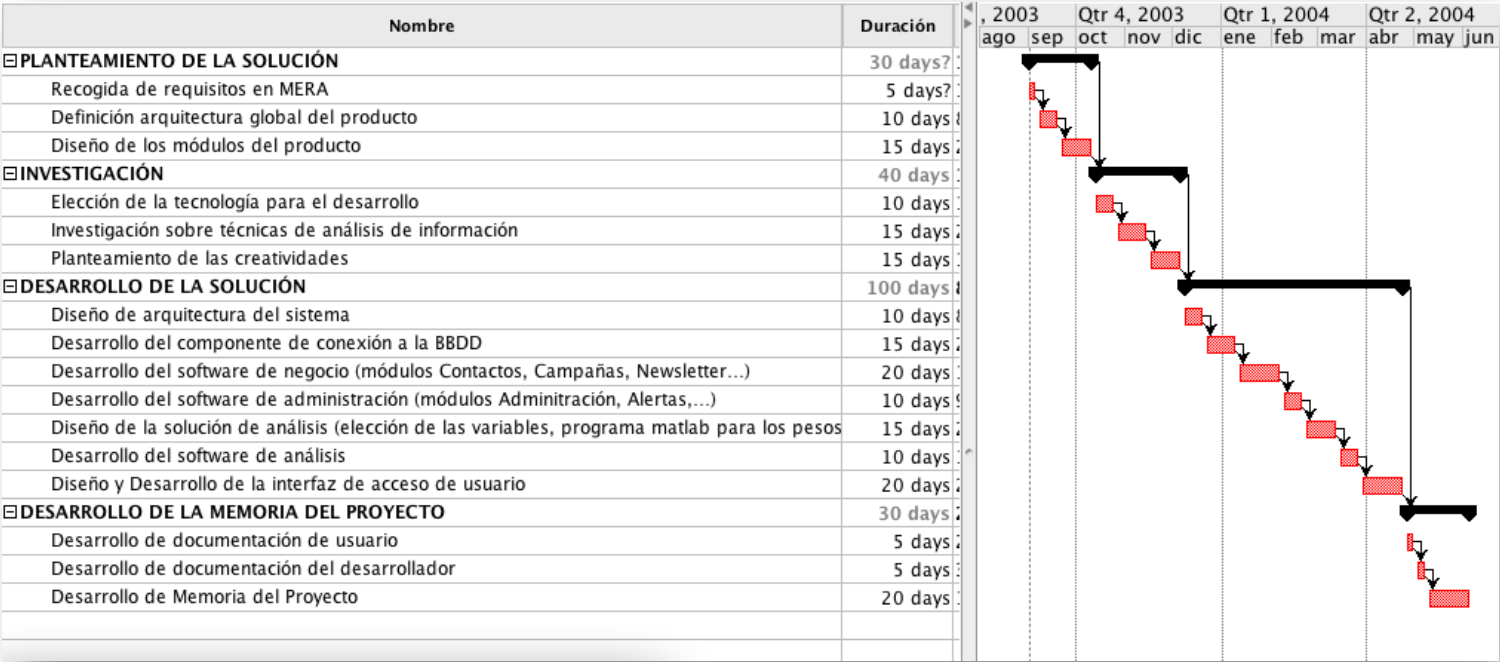 Nombre Duración
, 2003 Qtr 4, 2003 Qtr 1, 2004 Qtr 2, 2004
ago sep oct nov dic ene feb mar abr may jun
PLANTEAMIENTO DE LA SOLUCIÓN 30 days?
Recogida de requisitos en MERA 5 days?
Definición arquitectura global del producto 10 days
Diseño de los módulos del producto 15 days
INVESTIGACIÓN 40 days
Elección de la tecnología para el desarrollo 10 days
Investigación sobre técnicas de análisis de información 15 days
Planteamiento de las creatividades 15 days
DESARROLLO DE LA SOLUCIÓN 100 days
Diseño de arquitectura del sistema 10 days
Desarrollo del componente de conexión a la BBDD 15 days
Desarrollo del software de negocio (módulos Contactos, Campañas, Newsletter...) 20 days
Desarrollo del software de administración (módulos Adminitración, Alertas,...) 10 days
Diseño de la solución de análisis (elección de las variables, programa matlab para los pesos 15 days
Desarrollo del software de análisis 10 days
Diseño y Desarrollo de la interfaz de acceso de usuario 20 days
DESARROLLO DE LA MEMORIA DEL PROYECTO 30 days
Desarrollo de documentación de usuario 5 days
Desarrollo de documentación del desarrollador 5 days
Desarrollo de Memoria del Proyecto 20 days